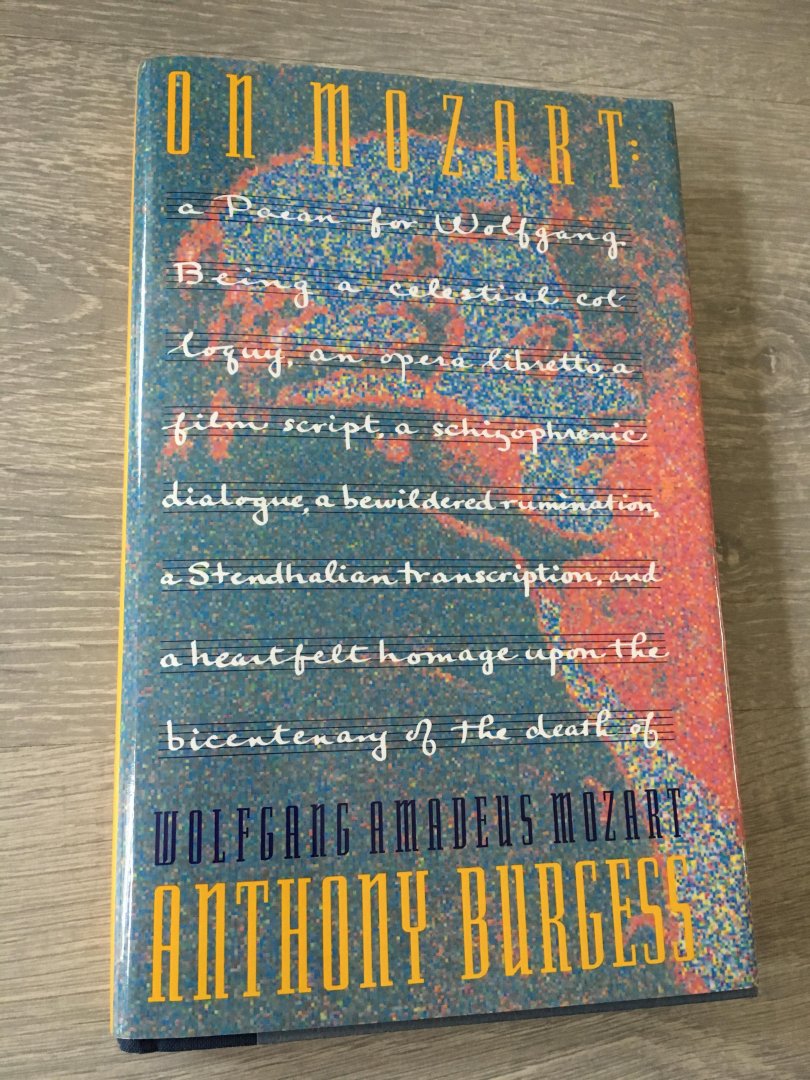 ON MOZART:
a Paean for Wolfgang
Being a celestial col-
loquy, an opera libretto, a
film script, a schizophrenic
dialogue, a bewildered rumination,
a Stendhalian transcription, and
a heartfelt homage upon the
bicentenary of the death of
WOLFGANG AMADEUS MOZART
ANTHONY BURGESS